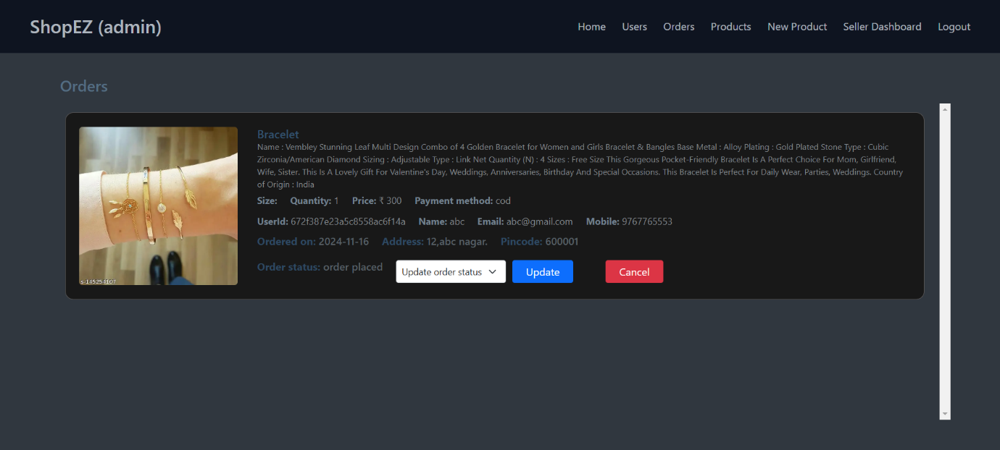 ShopEZ (admin)
Home Users Orders Products New Product Seller Dashboard Logout
Orders
Bracelet
Name : Vembley Stunning Leaf Multi Design Combo of 4 Golden Bracelet for Women and Girls Bracelet & Bangles Base Metal : Alloy Plating : Gold Plated Stone Type : Cubic
Zirconia/American Diamond Sizing : Adjustable Type : Link Net Quantity (N) : 4 Sizes : Free Size This Gorgeous Pocket-Friendly Bracelet Is A Perfect Choice For Mom, Girlfriend,
Wife, Sister. This Is A Lovely Gift For Valentine's Day, Weddings, Anniversaries, Birthday And Special Occasions. This Bracelet Is Perfect For Daily Wear, Parties, Weddings. Country
of Origin : India
Size: Quantity: 1 Price: ₹ 300 Payment method: cod
UserId: 672f387e23a5c8558ac6f14a Name: abc Email: abc@gmail.com Mobile: 9767765553
Ordered on: 2024-11-16 Address: 12,abc nagar. Pincode: 600001
Order status: order placed Update order status Update Cancel